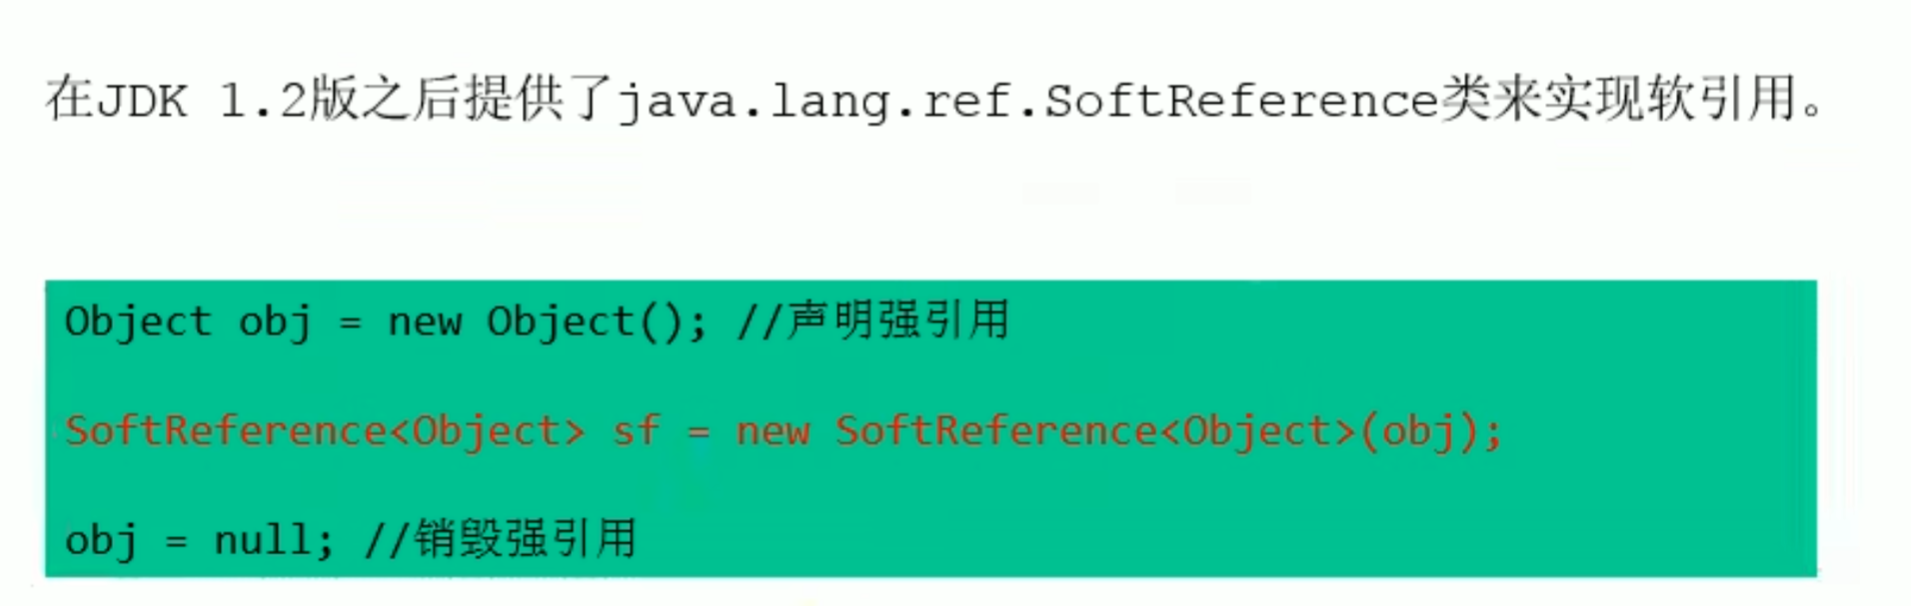 在JDK 1.2版之后提供了java.lang.ref.SoftReference类来实现软引用。
Object obj = new Object(); //声明强引用
SoftReference<Object> sf = new SoftReference<Object>(obj);
obj = null; //销毁强引用